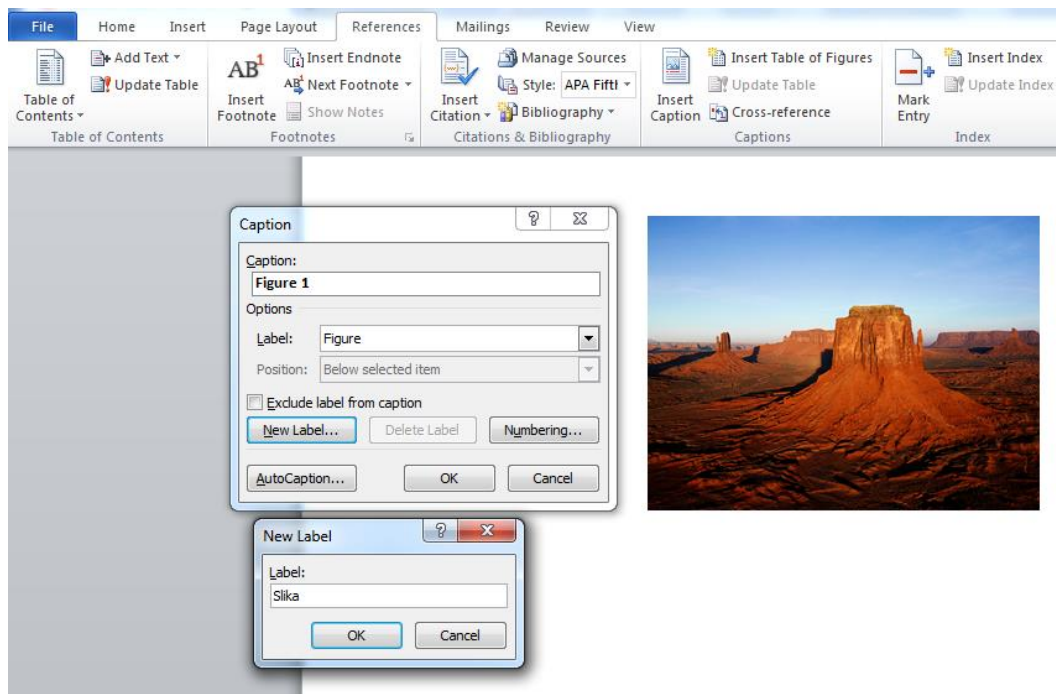 File Home Insert Page Layout References Mailings Review View
Table of Contents
Add Text
Update Table
Table of Contents
AB1
Insert Footnote
Insert Endnote
AB1 Next Footnote
Show Notes
Footnotes
Insert Citation
Manage Sources
Style: APA Fifth
Bibliography
Citations & Bibliography
Insert Caption
Insert Table of Figures
Update Table
Cross-reference
Captions
Mark Entry
Insert Index
Update Index
Index
Caption
Caption:
Figure 1
Options
Label: Figure
Position: Below selected item
Exclude label from caption
New Label... Delete Label Numbering...
AutoCaption... OK Cancel
New Label
Label:
Slika
OK Cancel